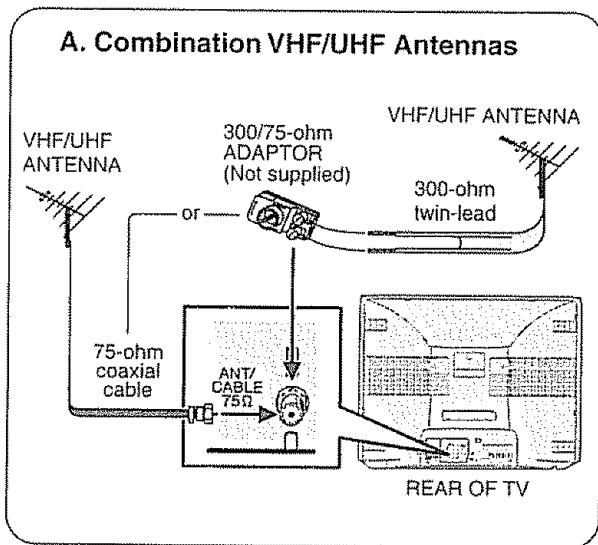 A. Combination VHF/UHF Antennas
VHF/UHF
ANTENNA
300/75-ohm
ADAPTOR
(Not supplied)
VHF/UHF ANTENNA
300-ohm
twin-lead
or
75-ohm
coaxial
cable
ANT/
CABLE
75Ω
REAR OF TV